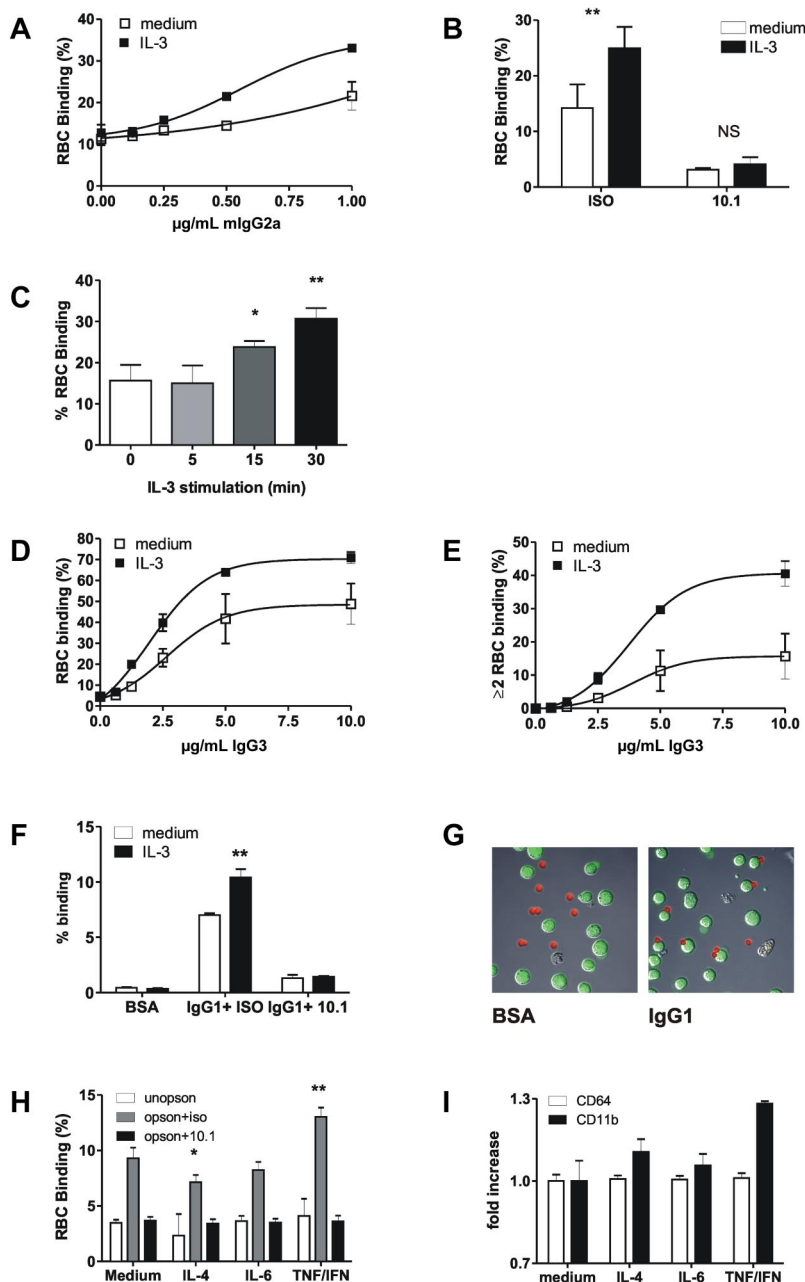 A
medium
IL-3
RBC Binding (%)
40
30
20
10
0
0.00 0.25 0.50 0.75 1.00
µg/mL mIgG2a
B
medium
IL-3
RBC Binding (%)
30
20
10
0
**
NS
ISO 10.1
C
% RBC Binding
40
30
20
10
0
*
**
0 5 15 30
IL-3 stimulation (min)
D
medium
IL-3
RBC binding (%)
80
70
60
50
40
30
20
10
0
0.0 2.5 5.0 7.5 10.0
µg/mL IgG3
E
medium
IL-3
≥2 RBC binding (%)
50
40
30
20
10
0
0.0 2.5 5.0 7.5 10.0
µg/mL IgG3
F
medium
IL-3
% binding
15
10
5
0
**
BSA IgG1+ ISO IgG1+ 10.1
G
BSA IgG1
H
unopson
opson+iso
opson+10.1
RBC Binding (%)
15
10
5
0
*
**
Medium IL-4 IL-6 TNF/IFN
I
CD64
CD11b
fold increase
1.3
1.0
0.7
medium IL-4 IL-6 TNF/IFN